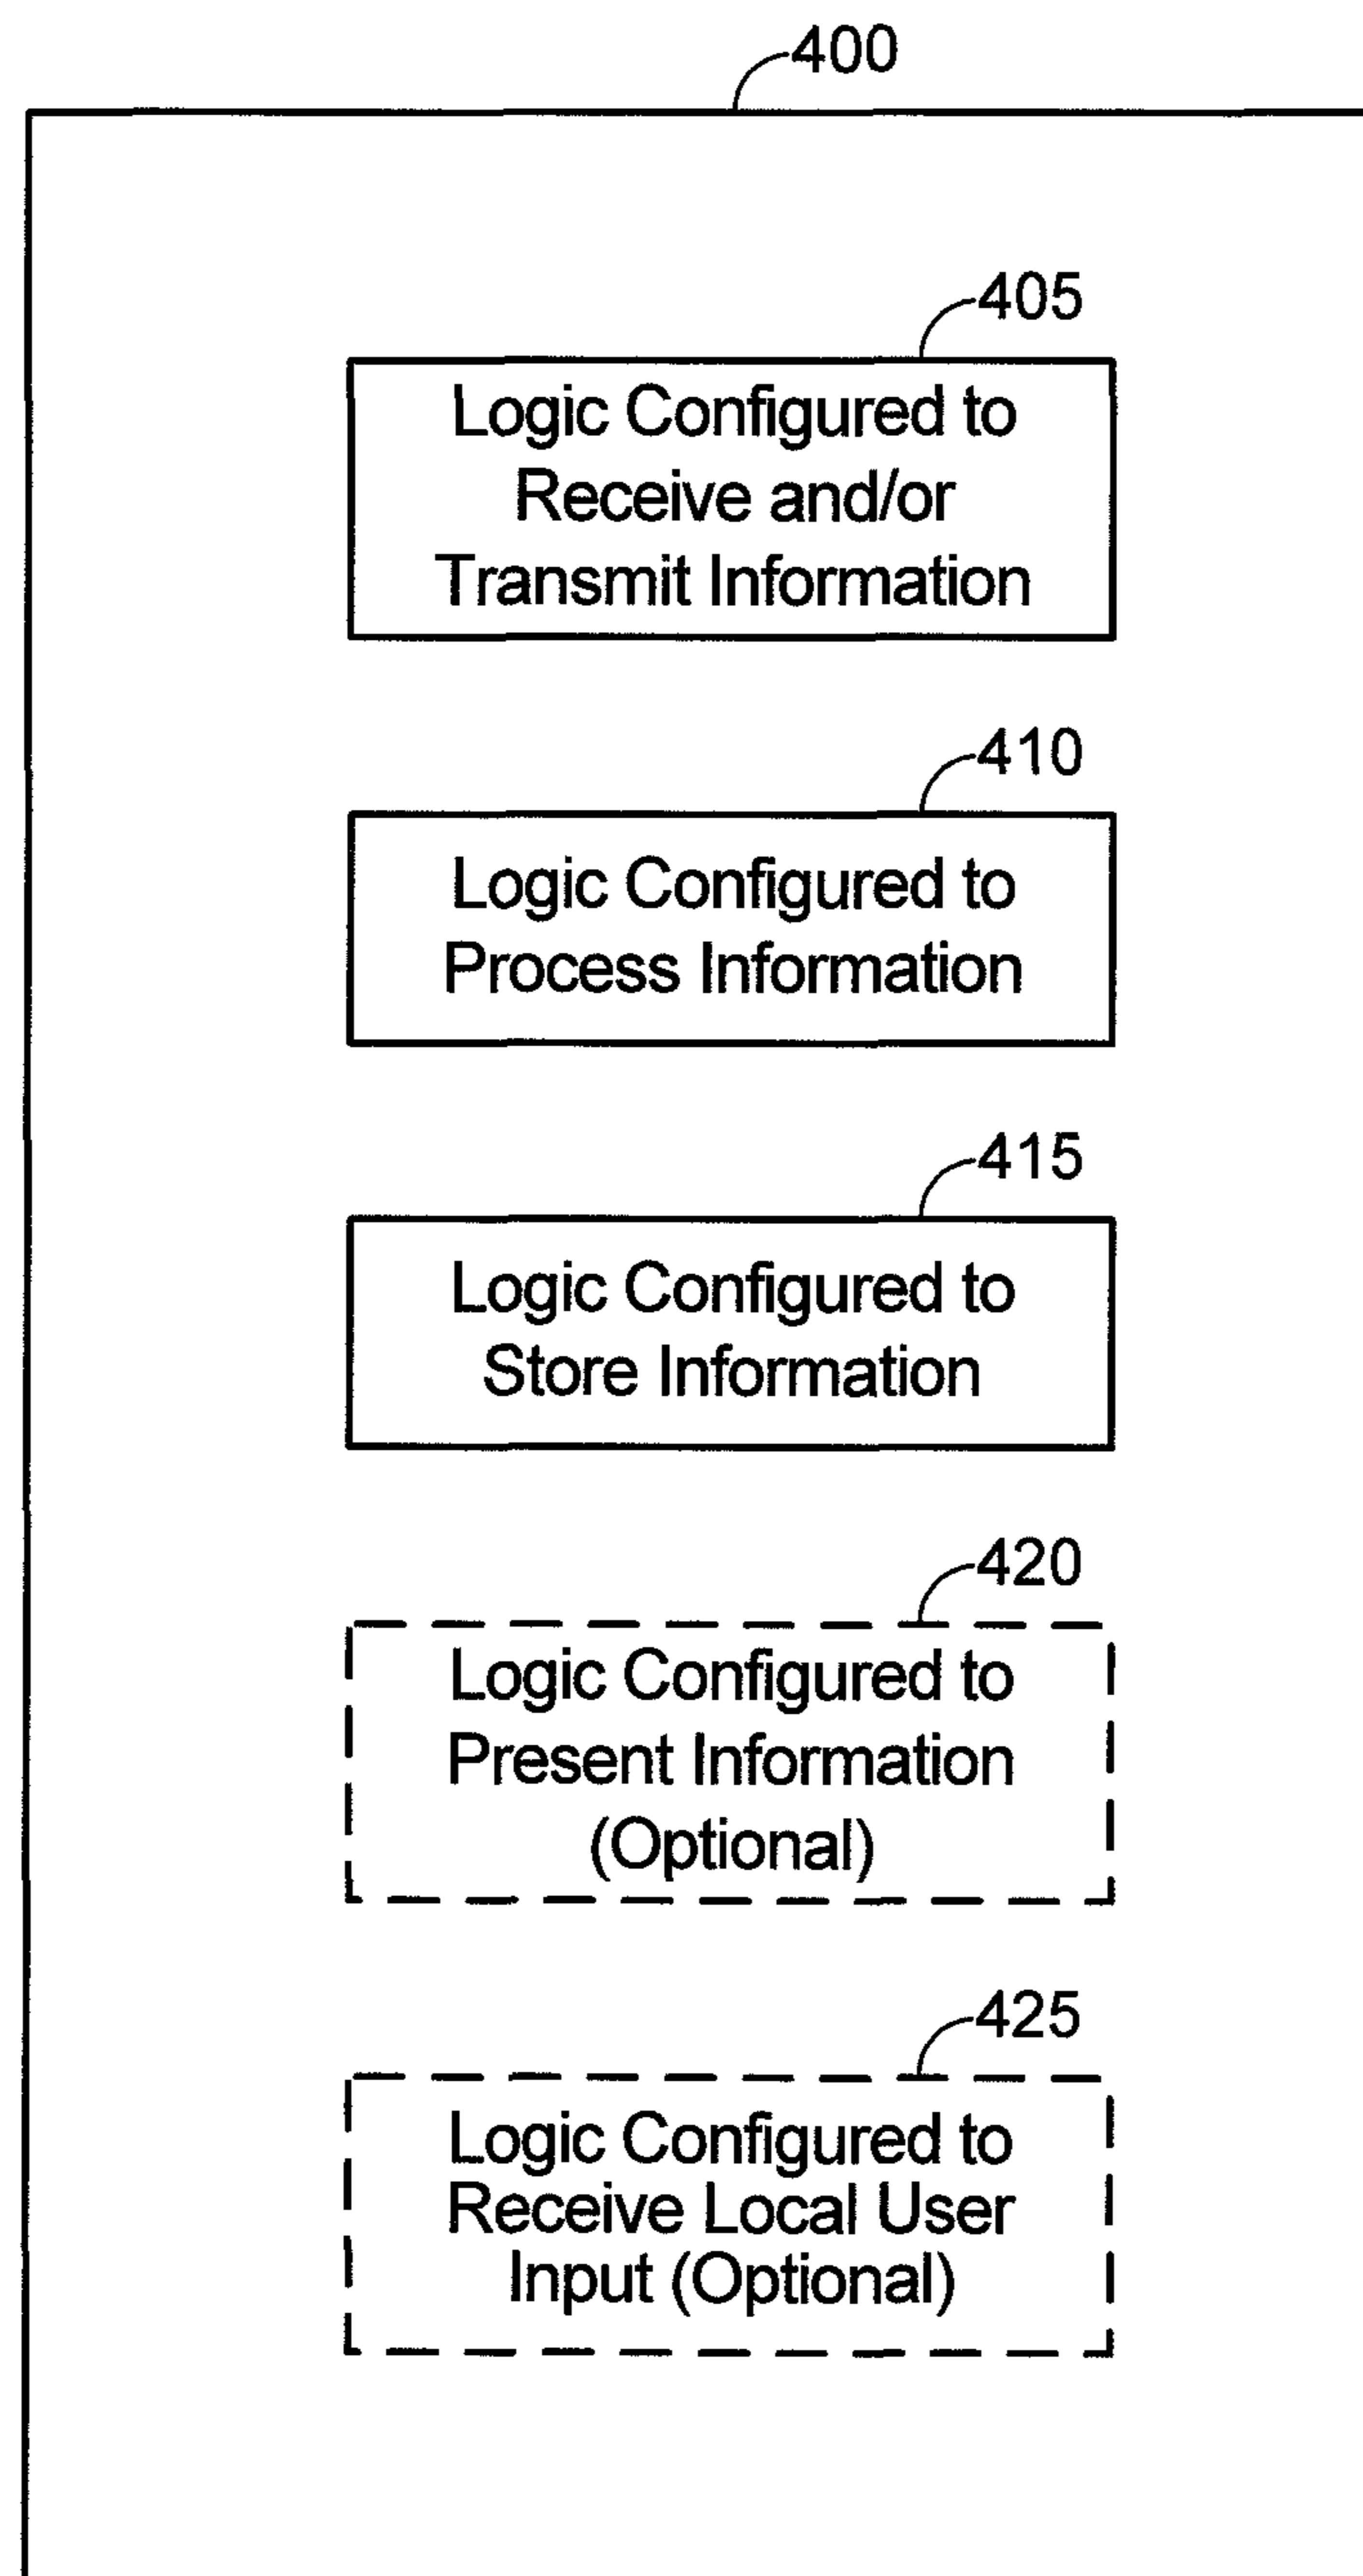 400
405
Logic Configured to
Receive and/or
Transmit Information
410
Logic Configured to
Process Information
415
Logic Configured to
Store Information
420
Logic Configured to
Present Information
(Optional)
425
Logic Configured to
Receive Local User
Input (Optional)